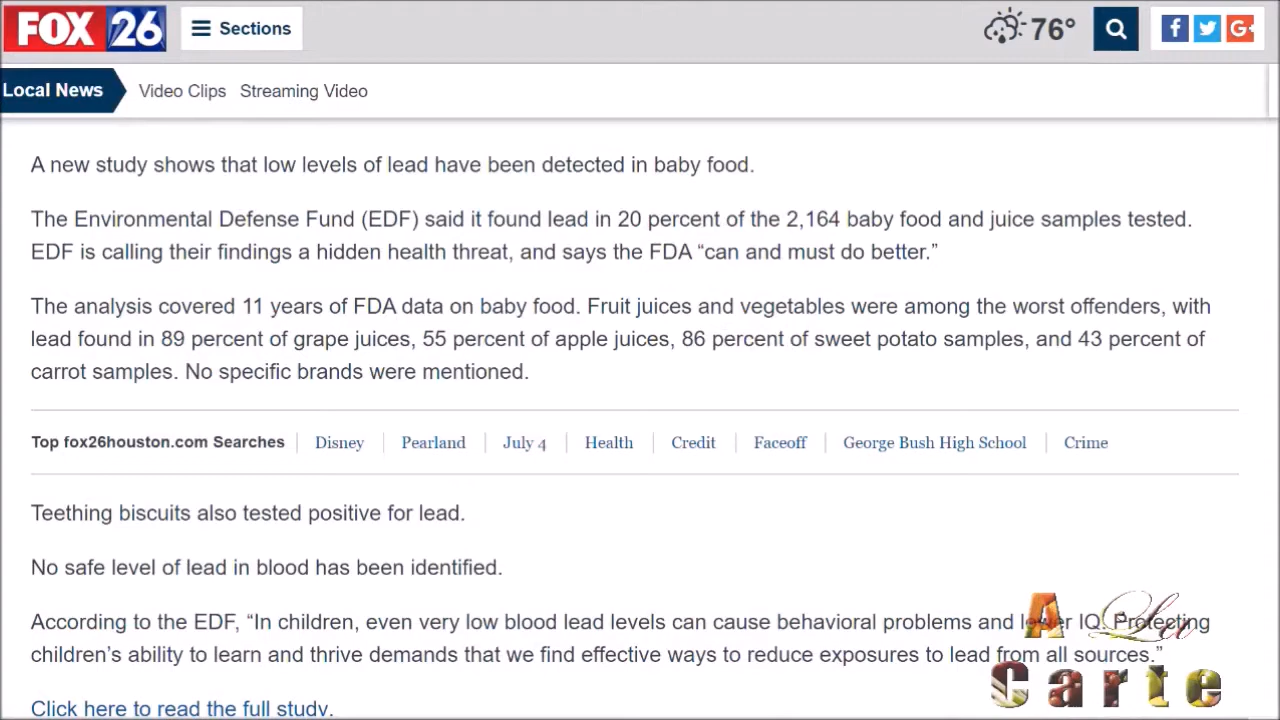 FOX 26 Sections 76° f G+
Local News Video Clips Streaming Video
A new study shows that low levels of lead have been detected in baby food.
The Environmental Defense Fund (EDF) said it found lead in 20 percent of the 2,164 baby food and juice samples tested.
EDF is calling their findings a hidden health threat, and says the FDA “can and must do better.”
The analysis covered 11 years of FDA data on baby food. Fruit juices and vegetables were among the worst offenders, with
lead found in 89 percent of grape juices, 55 percent of apple juices, 86 percent of sweet potato samples, and 43 percent of
carrot samples. No specific brands were mentioned.
Top fox26houston.com Searches Disney Pearland July 4 Health Credit Faceoff George Bush High School Crime
Teething biscuits also tested positive for lead.
No safe level of lead in blood has been identified.
According to the EDF, “In children, even very low blood lead levels can cause behavioral problems and lower IQ. Protecting
children’s ability to learn and thrive demands that we find effective ways to reduce exposures to lead from all sources.”
A La
Carte
Click here to read the full study.